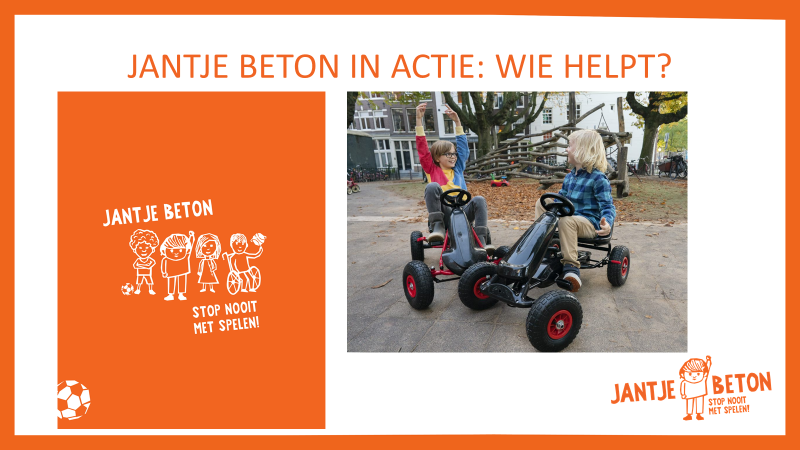 JANTJE BETON IN ACTIE: WIE HELPT?
JANTJE BETON
STOP NOOIT
MET SPELEN!
JANTJE BETON
STOP NOOIT
MET SPELEN!